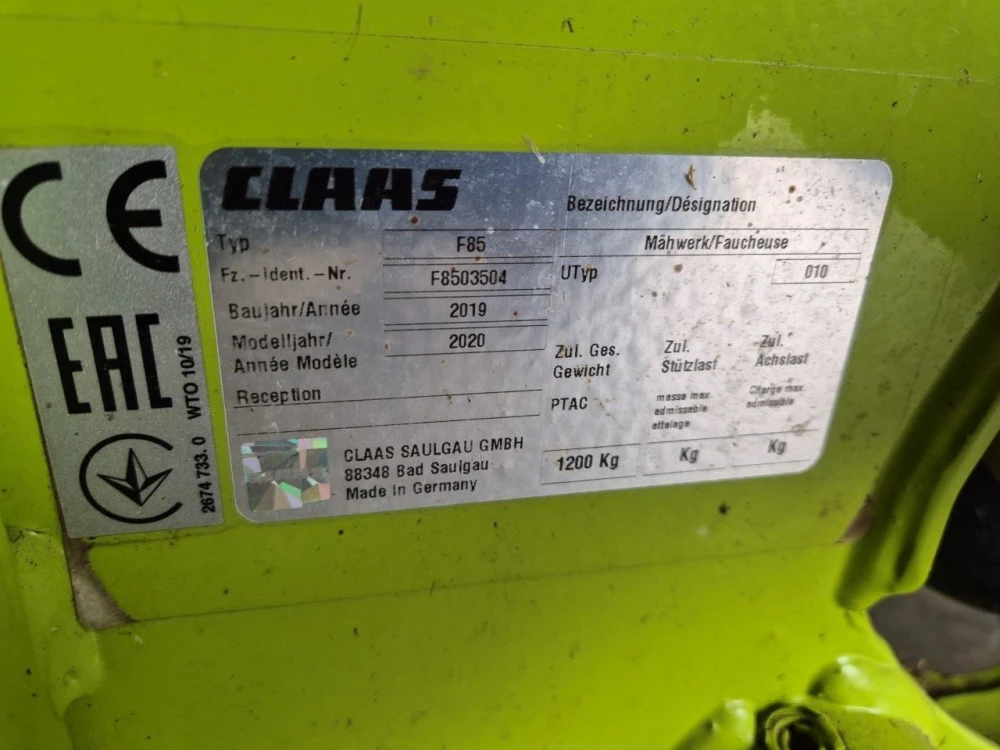 CE
EAC
WTO 10/19
2674 733. 0
CLAAS
Bezeichnung/Désignation
Typ F85 Mähwerk/Faucheuse
Fz.-Ident.-Nr. F8503504 UTyp 010
Baujahr/Année 2019
Modelljahr/ 2020
Année Modèle
Reception
Zul. Ges. Zul. Zul.
Gewicht Stützlast Achslast
PTAC masse max. Charge max.
admissable admissible
attelage
1200 Kg Kg Kg
CLAAS SAULGAU GMBH
88348 Bad Saulgau
Made in Germany